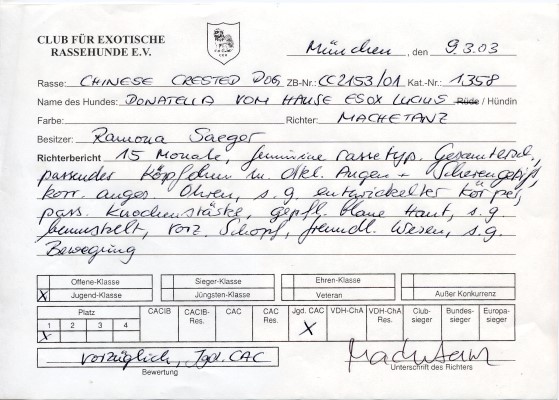 CLUB FÜR EXOTISCHE
RASSEHUNDE E.V.
München, den 9.3.03
Rasse: CHINESE CRESTED DOG ZB-Nr.: CC2153/01 Kat.-Nr.: 1358
Name des Hundes: DONATELLA VOM HAUSE ESOX LUCIUS Rüde / Hündin
Farbe: Richter: MACHETANZ
Besitzer: Ramona Saeger
Richterbericht 15 Monate, feminine rassetyp. Gesamtersch.,
passender Körpfform m. dkl. Augen + Scherengebiß,
korr. anges. Ohren, s.g. entwickelter Körper,
pass. Knochenstärke, gepfl. blaue Haut, s.g.
bemuskelt, vorz. Schopf, freundl. Wesen, s.g.
Bewegung
Offene-Klasse Sieger-Klasse Ehren-Klasse
X Jugend-Klasse Jüngsten-Klasse Veteran Außer Konkurrenz
Platz CACIB CACIB-Res. CAC CAC Res. Jgd. CAC VDH-ChA VDH-ChA Res. Club-sieger Bundes-sieger Europa-sieger
1 2 3 4
X X
vorzüglich, Jgd. CAC
Bewertung Unterschrift des Richters